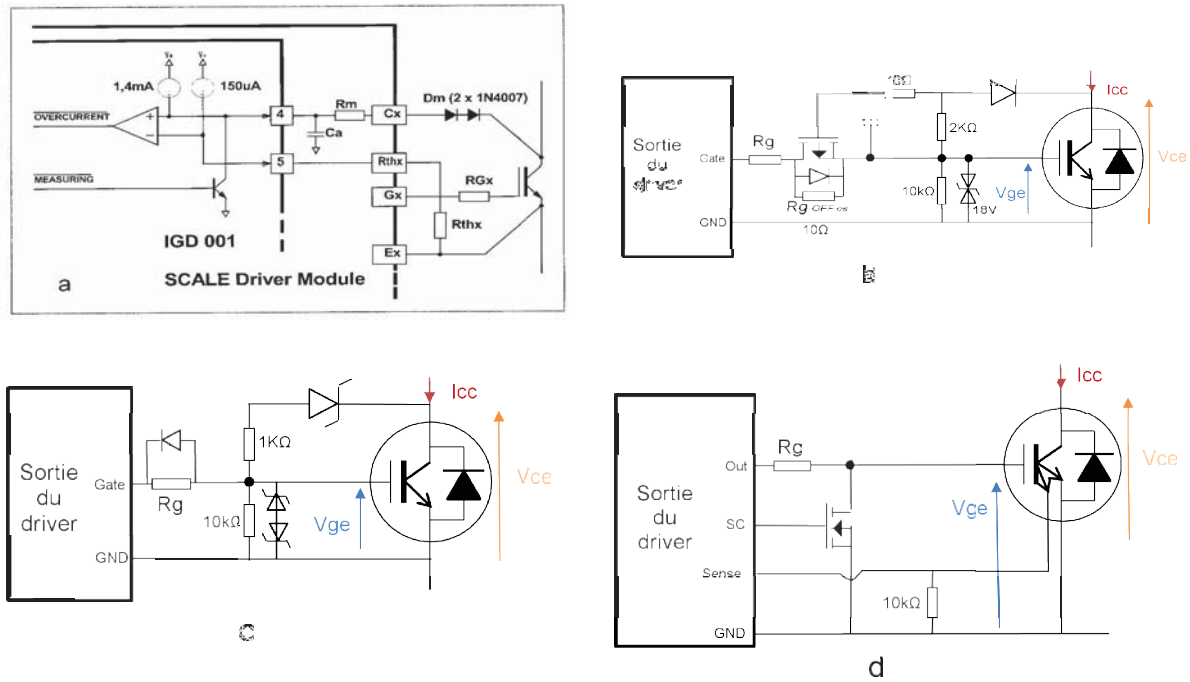 V+
V+
1,4mA
150uA
OVERCURRENT
MEASURING
4
5
Rm
Ca
Cx
Rthx
Gx
Ex
Dm (2 x 1N4007)
RGx
Rthx
IGD 001
SCALE Driver Module
a
Sortie
du
driver
Gate
GND
Rg
Rg OFF
10Ω
2KΩ
10kΩ
18V
Vge
Icc
Vce
b
Sortie
du
driver
Gate
GND
Rg
1KΩ
10kΩ
Vge
Icc
Vce
c
Sortie
du
driver
Out
SC
Sense
GND
Rg
10kΩ
Vge
Icc
Vce
d